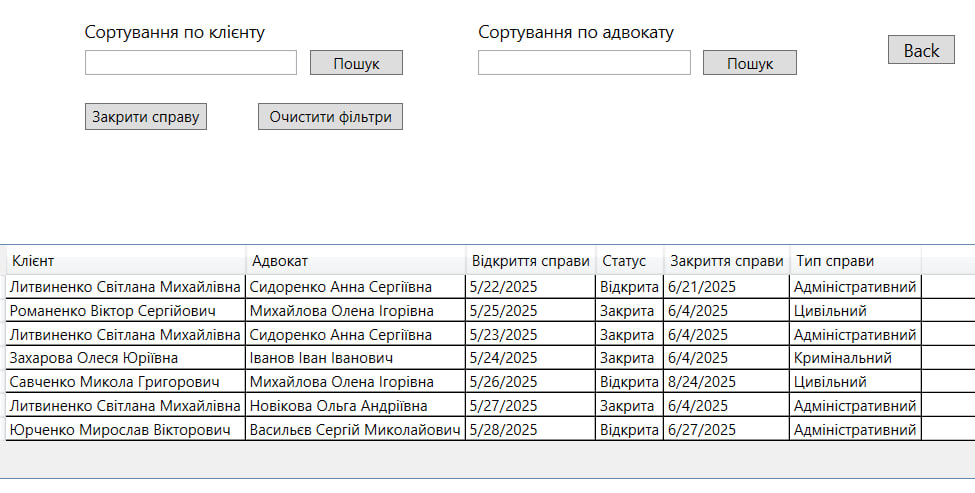 Сортування по клієнту
Сортування по адвокату
Пошук
Пошук
Back
Закрити справу
Очистити фільтри
Клієнт Адвокат Відкриття справи Статус Закриття справи Тип справи
Литвиненко Світлана Михайлівна Сидоренко Анна Сергіївна 5/22/2025 Відкрита 6/21/2025 Адміністративний
Романенко Віктор Сергійович Михайлова Олена Ігорівна 5/25/2025 Закрита 6/4/2025 Цивільний
Литвиненко Світлана Михайлівна Сидоренко Анна Сергіївна 5/23/2025 Закрита 6/4/2025 Адміністративний
Захарова Олеся Юріївна Іванов Іван Іванович 5/24/2025 Закрита 6/4/2025 Кримінальний
Савченко Микола Григорович Михайлова Олена Ігорівна 5/26/2025 Відкрита 8/24/2025 Цивільний
Литвиненко Світлана Михайлівна Новікова Ольга Андріївна 5/27/2025 Закрита 6/4/2025 Адміністративний
Юрченко Мирослав Вікторович Васильєв Сергій Миколайович 5/28/2025 Відкрита 6/27/2025 Адміністративний